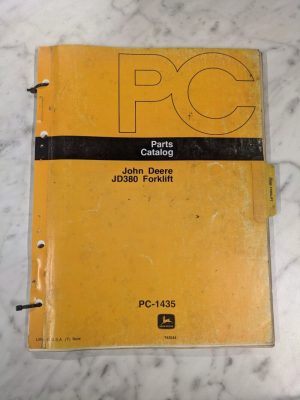 PC
Parts
Catalog
John Deere
JD380 Forklift
PC-1435